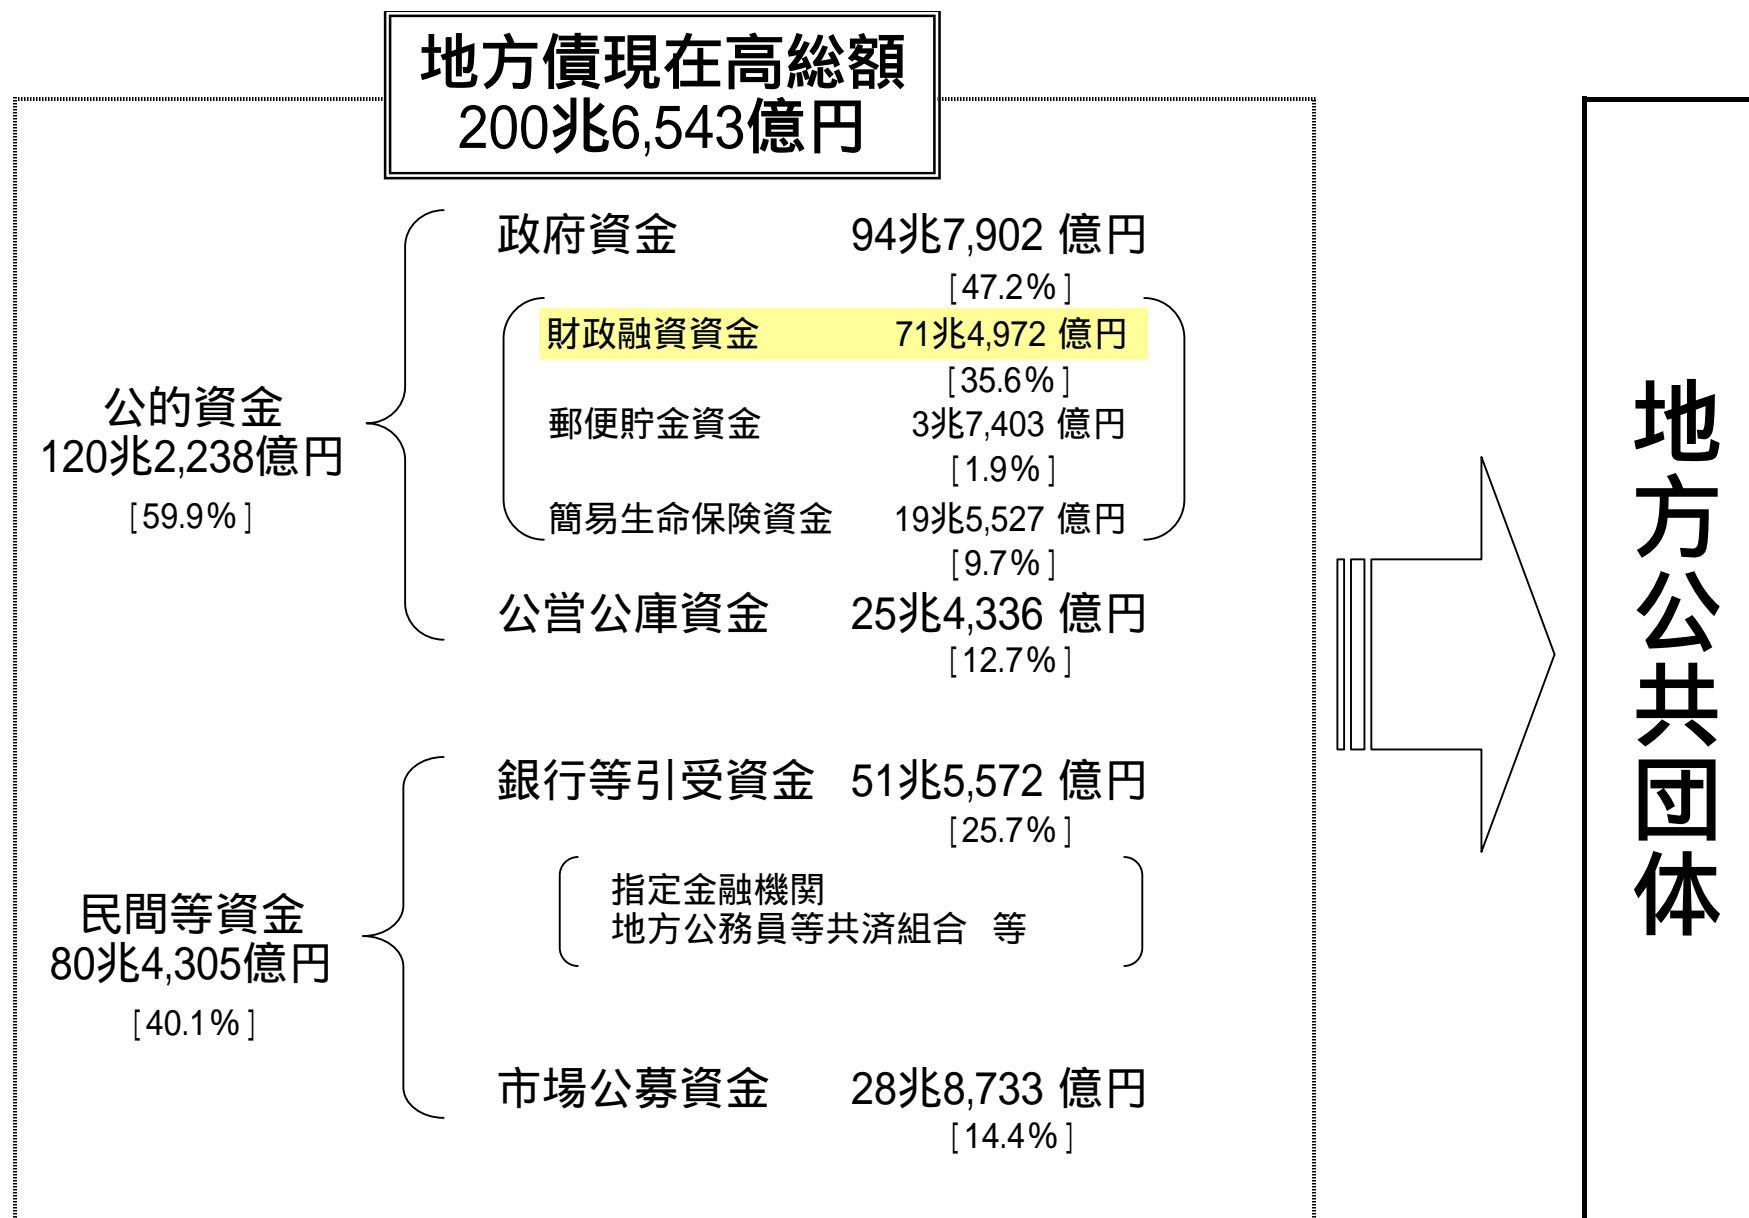 地方債現在高総額
200兆6,543億円
政府資金 94兆7,902 億円
[47.2%]
財政融資資金 71兆4,972 億円
[35.6%]
郵便貯金資金 3兆7,403 億円
[1.9%]
簡易生命保険資金 19兆5,527 億円
[9.7%]
公営公庫資金 25兆4,336 億円
[12.7%]
公的資金
120兆2,238億円
[59.9%]
銀行等引受資金 51兆5,572 億円
[25.7%]
指定金融機関
地方公務員等共済組合 等
市場公募資金 28兆8,733 億円
[14.4%]
民間等資金
80兆4,305億円
[40.1%]
地方公共団体